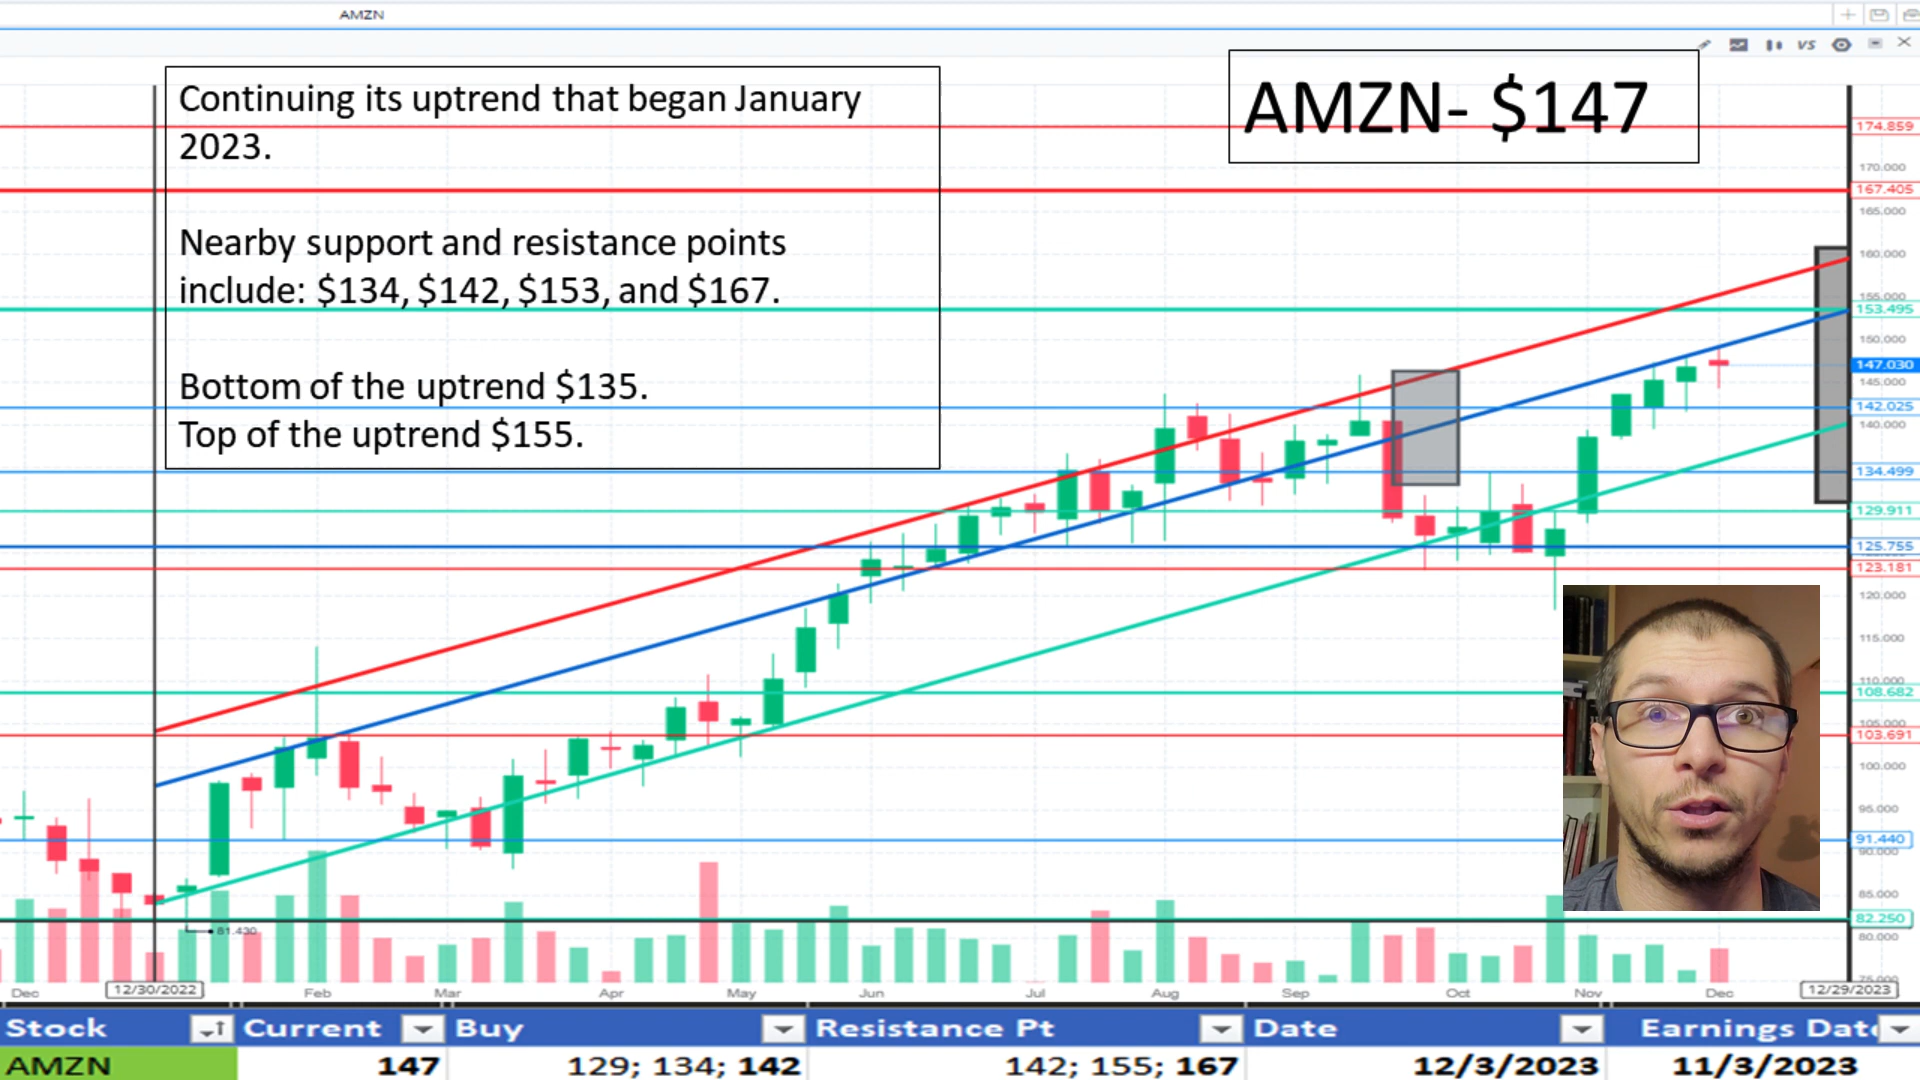 AMZN
vs
Continuing its uptrend that began January
2023.
Nearby support and resistance points
include: $134, $142, $153, and $167.
Bottom of the uptrend $135.
Top of the uptrend $155.
AMZN- $147
174.859
170.000
167.405
165.000
160.000
155.000
153.495
150.000
147.030
145.000
142.025
140.000
134.499
129.911
125.755
123.181
120.000
115.000
110.000
108.682
105.000
103.691
100.000
95.000
91.440
90.000
85.000
82.250
81.430
80.000
75.000
Dec 12/30/2022 Feb Mar Apr May Jun Jul Aug Sep Oct Nov Dec 12/29/2023
Stock Current Buy Resistance Pt Date Earnings Date
AMZN 147 129; 134; 142 142; 155; 167 12/3/2023 11/3/2023